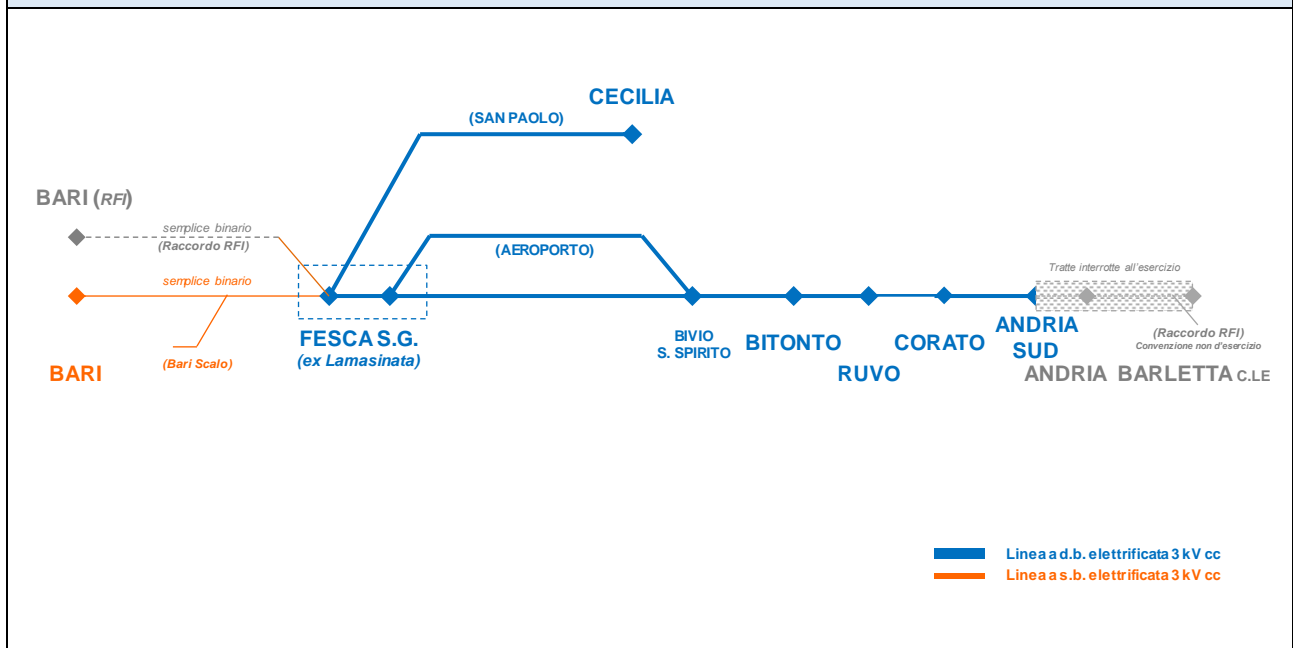 CECILIA
(SAN PAOLO)
BARI (RFI)
semplice binario
(Raccordo RFI)
(AEROPORTO)
semplice binario
Tratte interrotte all'esercizio
FESCA S.G.
(ex Lamasinata)
(Bari Scalo)
BARI
BIVIO
S. SPIRITO
BITONTO
RUVO
CORATO
ANDRIA
SUD
(Raccordo RFI)
Convenzione non d'esercizio
ANDRIA
BARLETTA C.LE
Linea a d.b. elettrificata 3 kV cc
Linea a s.b. elettrificata 3 kV cc